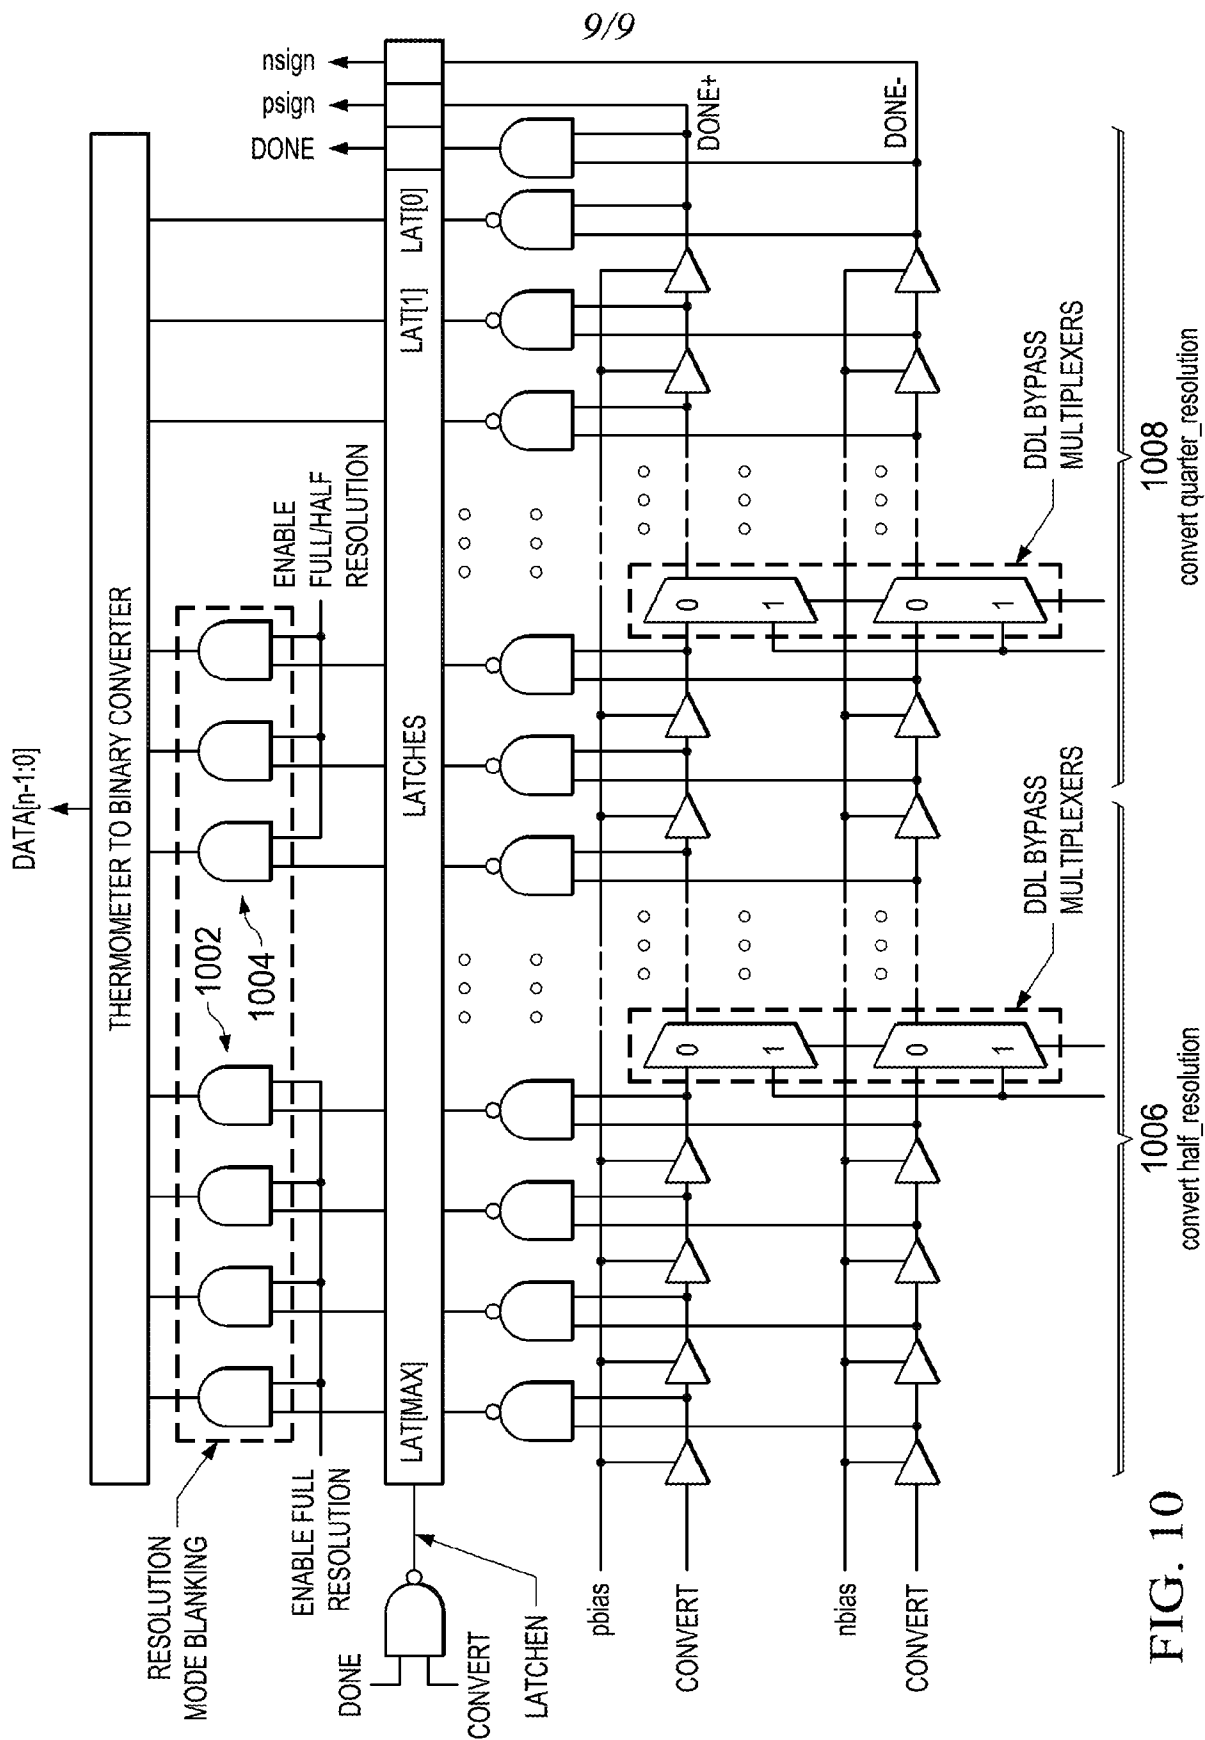 9/9
DATA[n-1:0]
THERMOMETER TO BINARY CONVERTER
RESOLUTION
MODE BLANKING
1002
1004
ENABLE
FULL/HALF
RESOLUTION
ENABLE FULL
RESOLUTION
DONE
psign
nsign
DONE
CONVERT
LATCHEN
LAT[MAX]
LATCHES
LAT[1]
LAT[0]
pbias
CONVERT
nbias
CONVERT
DONE+
DONE-
0
1
0
1
0
1
0
1
DDL BYPASS
MULTIPLEXERS
DDL BYPASS
MULTIPLEXERS
1006
convert half_resolution
1008
convert quarter_resolution
FIG. 10